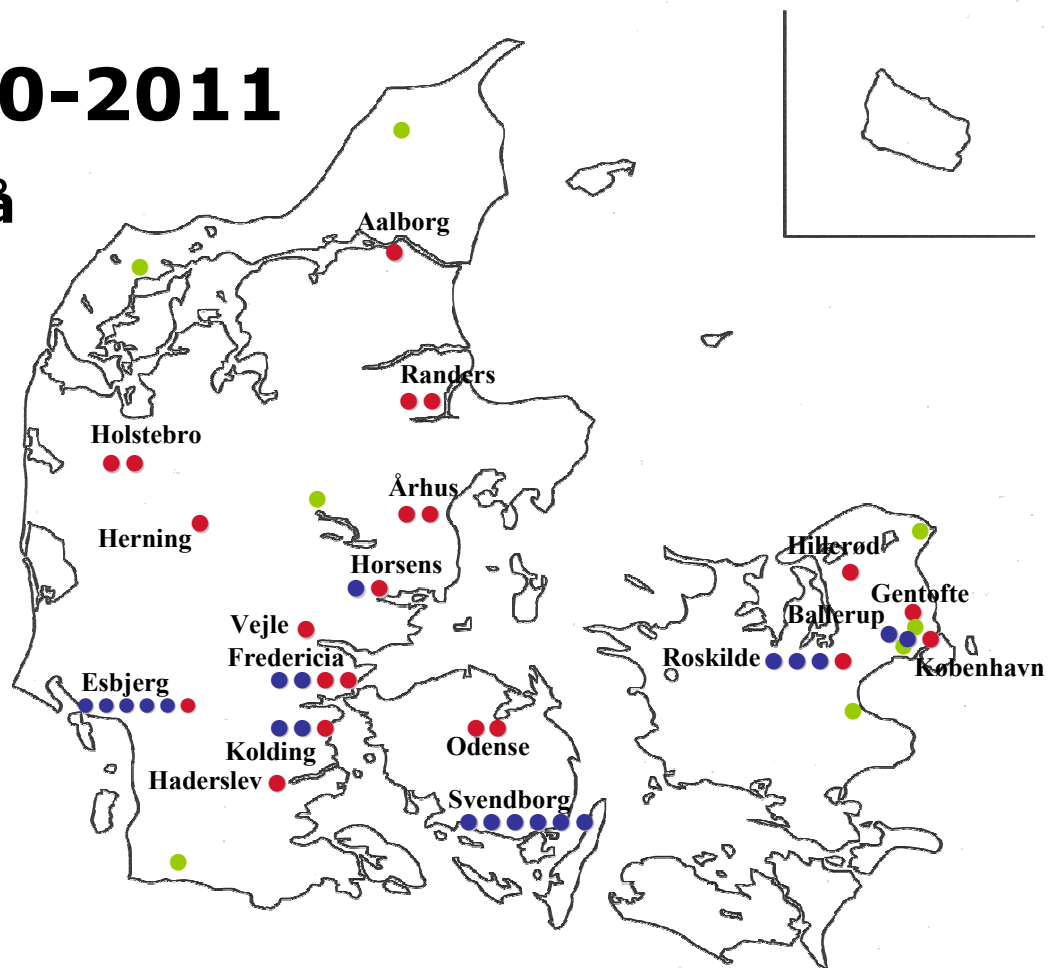 0-2011
å
Aalborg
Randers
Holstebro
Århus
Herning
Hillerød
Horsens
Gentofte
Ballerup
Vejle
Fredericia
Roskilde
København
Esbjerg
Kolding
Odense
Haderslev
Svendborg